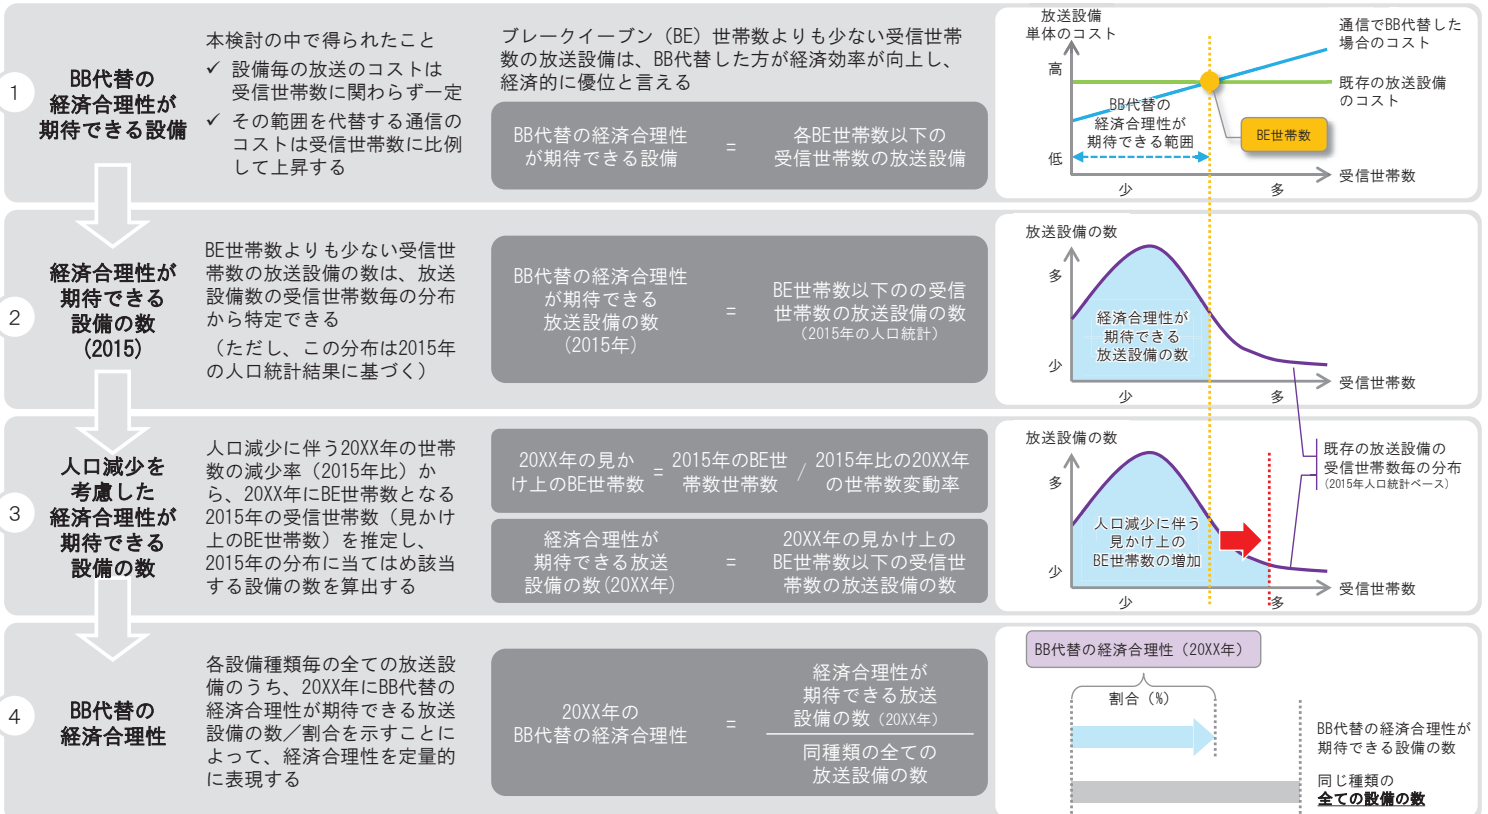 1
BB代替の
経済合理性が
期待できる設備
本検討の中で得られたこと
✓ 設備毎の放送のコストは
受信世帯数に関わらず一定
✓ その範囲を代替する通信の
コストは受信世帯数に比例
して上昇する
ブレークイーブン（BE）世帯数よりも少ない受信世帯
数の放送設備は、BB代替した方が経済効率が向上し、
経済的に優位と言える
BB代替の経済合理性
が期待できる設備
=
各BE世帯数以下の
受信世帯数の放送設備
放送設備
単体のコスト
高
低
BB代替の
経済合理性が
期待できる範囲
BE世帯数
通信でBB代替した
場合のコスト
既存の放送設備
のコスト
受信世帯数
少
多
2
経済合理性が
期待できる
設備の数
(2015)
BE世帯数よりも少ない受信世
帯数の放送設備の数は、放送
設備数の受信世帯数毎の分布
から特定できる
（ただし、この分布は2015年
の人口統計結果に基づく）
BB代替の経済合理性
が期待できる
放送設備の数
(2015年)
=
BE世帯数以下のの受信
世帯数の放送設備の数
(2015年の人口統計)
放送設備の数
多
少
経済合理性が
期待できる
放送設備の数
受信世帯数
少
多
3
人口減少を
考慮した
経済合理性が
期待できる
設備の数
人口減少に伴う20XX年の世帯
数の減少率（2015年比）か
ら、20XX年にBE世帯数となる
2015年の受信世帯数（見かけ
上のBE世帯数）を推定し、
2015年の分布に当てはめ該当
する設備の数を算出する
20XX年の見か
け上のBE世帯数
=
2015年のBE世
帯数世帯数
/
2015年比の20XX年
の世帯数変動率
経済合理性が
期待できる放送
設備の数(20XX年)
=
20XX年の見かけ上の
BE世帯数以下の受信世
帯数の放送設備の数
放送設備の数
多
少
人口減少に伴う
見かけ上の
BE世帯数の増加
既存の放送設備の
受信世帯数毎の分布
(2015年人口統計ベース)
受信世帯数
少
多
4
BB代替の
経済合理性
各設備種類毎の全ての放送設
備のうち、20XX年にBB代替の
経済合理性が期待できる放送
設備の数／割合を示すことに
よって、経済合理性を定量的
に表現する
20XX年の
BB代替の経済合理性
=
経済合理性が
期待できる放送
設備の数（20XX年）
同種類の全ての
放送設備の数
BB代替の経済合理性（20XX年）
割合（%）
BB代替の経済合理性が
期待できる設備の数
同じ種類の
全ての設備の数